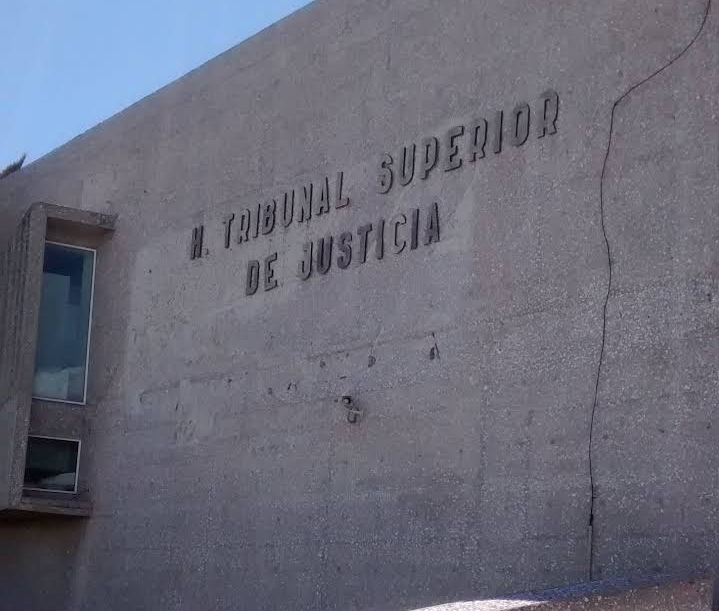 H. TRIBUNAL SUPERIOR
DE JUSTICIA